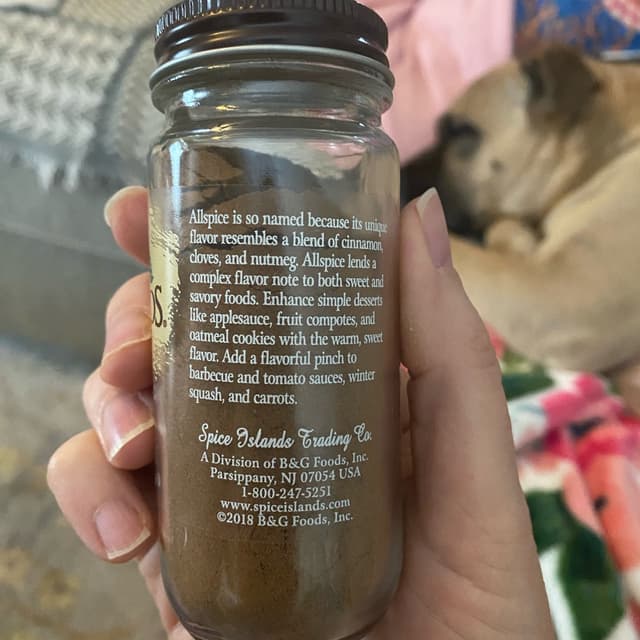 Allspice is so named because its unique
flavor resembles a blend of cinnamon,
cloves, and nutmeg. Allspice lends a
complex flavor note to both sweet and
savory foods. Enhance simple desserts
like applesauce, fruit compotes, and
oatmeal cookies with the warm, sweet
flavor. Add a flavorful pinch to
barbecue and tomato sauces, winter
squash, and carrots.
Spice Islands Trading Co.
A Division of B&G Foods, Inc.
Parsippany, NJ 07054 USA
1-800-247-5251
www.spiceislands.com
©2018 B&G Foods, Inc.